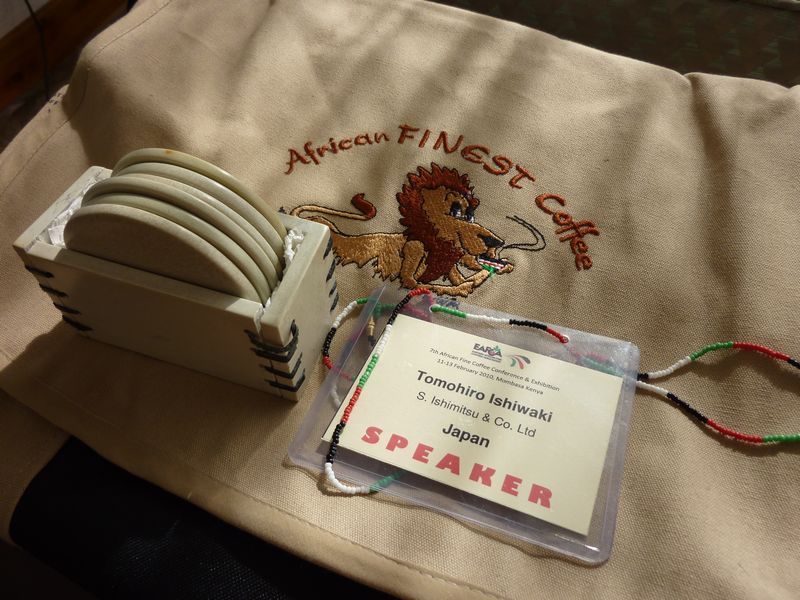 African FINEST Coffee
EAFCA
7th African Fine Coffee Conference & Exhibition
11-13 February 2010, Mombasa Kenya
Tomohiro Ishiwaki
S. Ishimitsu & Co. Ltd
Japan
SPEAKER